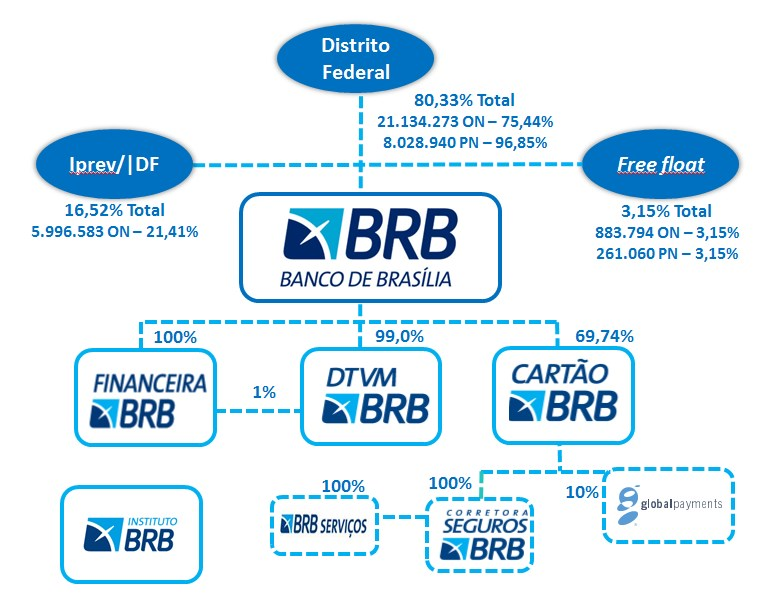 Distrito
Federal
80,33% Total
21.134.273 ON – 75,44%
8.028.940 PN – 96,85%
Iprev/|DF
Free float
16,52% Total
5.996.583 ON – 21,41%
3,15% Total
883.794 ON – 3,15%
261.060 PN – 3,15%
BRB
BANCO DE BRASÍLIA
100%
99,0%
69,74%
FINANCEIRA
BRB
1%
DTVM
BRB
CARTÃO
BRB
100%
100%
10%
INSTITUTO
BRB
BRB SERVIÇOS
CORRETORA
SEGUROS
BRB
globalpayments